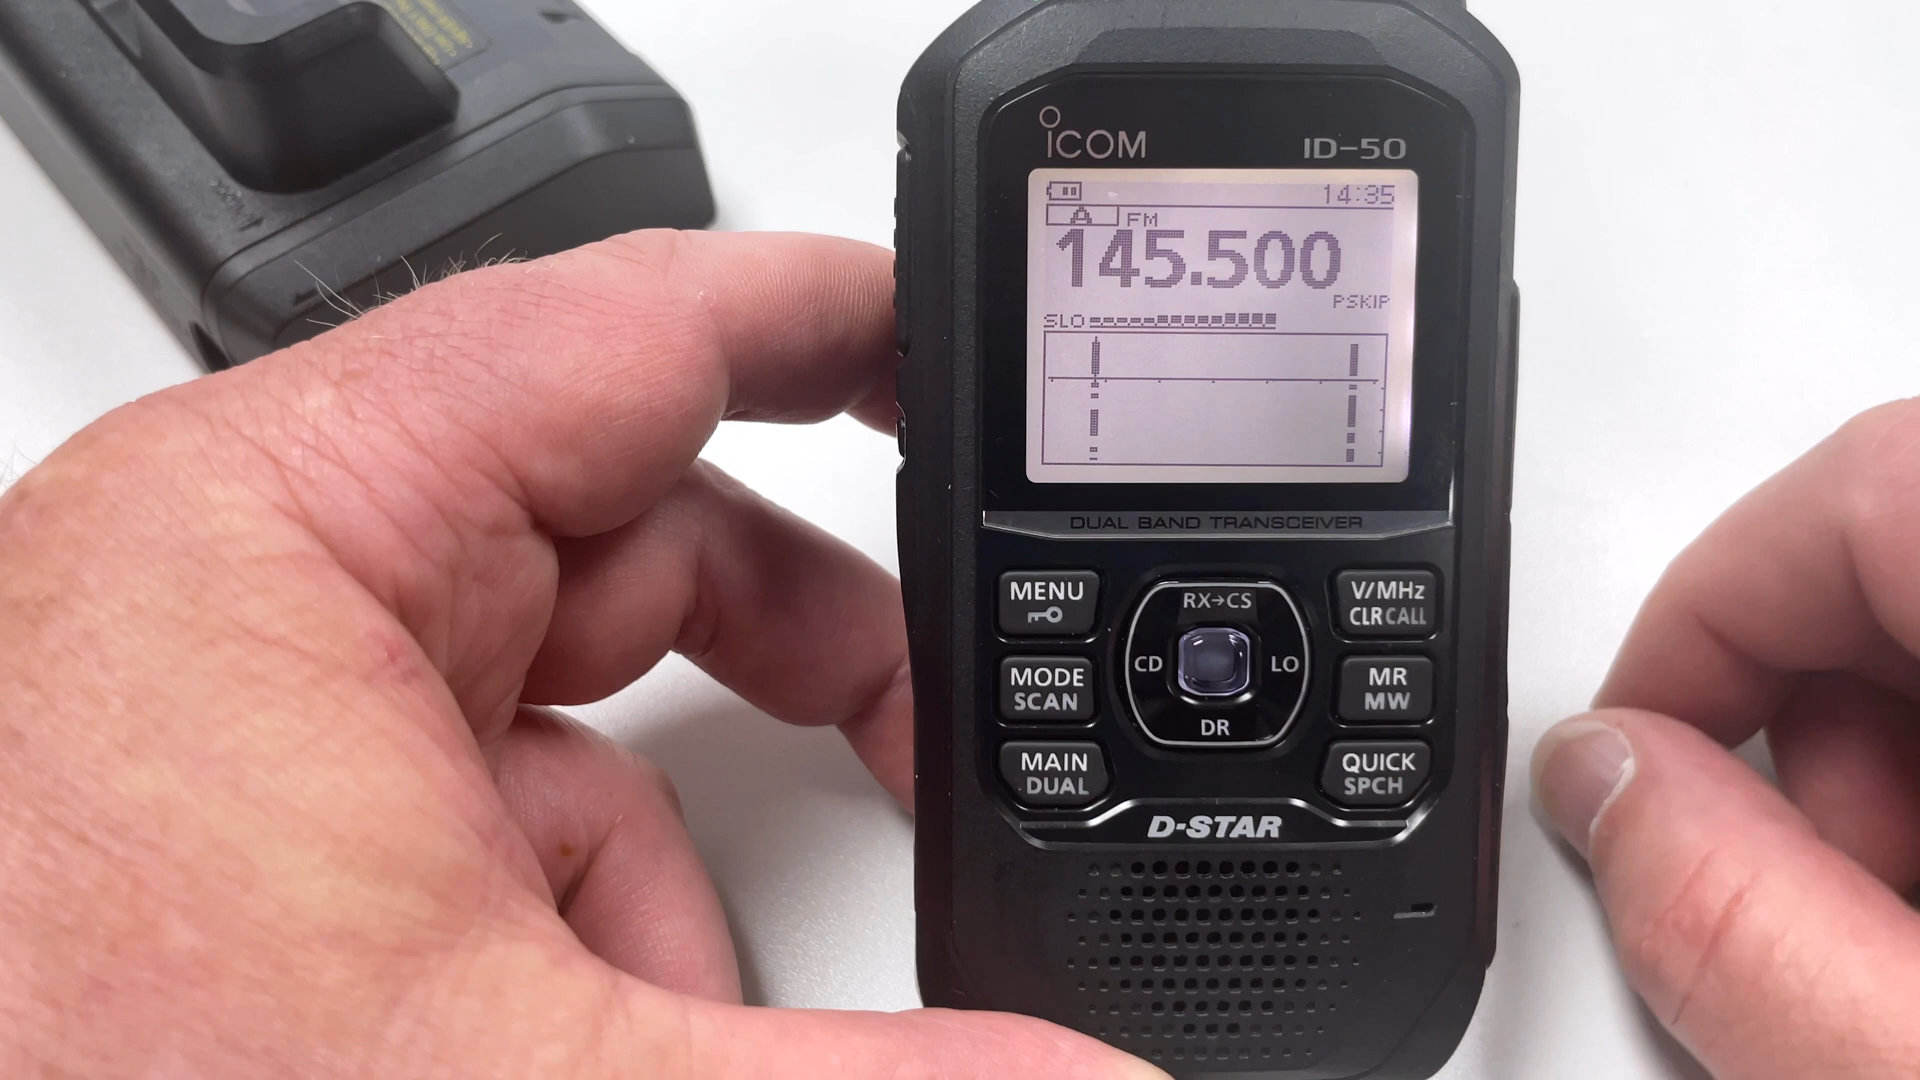 ICOM
ID-50
14:35
A FM
145.500
PSKIP
SLO
DUAL BAND TRANSCEIVER
MENU
RX→CS
V/MHz
CLR CALL
CD
LO
MODE
SCAN
MR
MW
DR
MAIN
DUAL
QUICK
SPCH
D-STAR